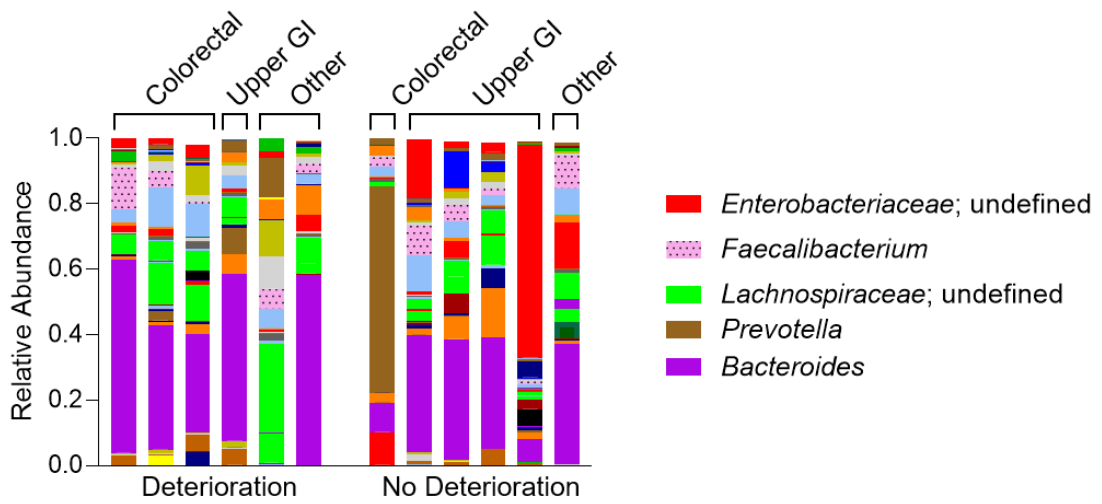 Colorectal
Upper GI
Other
Colorectal
Upper GI
Other
Relative Abundance
1.0
0.8
0.6
0.4
0.2
0.0
Deterioration
No Deterioration
Enterobacteriaceae; undefined
Faecalibacterium
Lachnospiraceae; undefined
Prevotella
Bacteroides